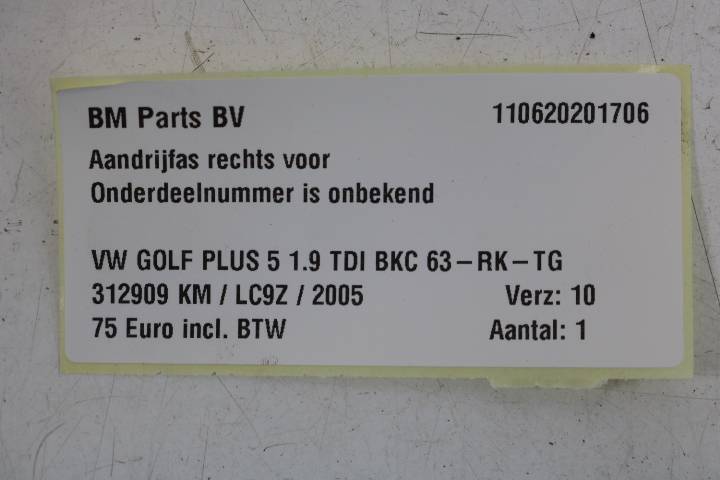 BM Parts BV 110620201706
Aandrijfas rechts voor
Onderdeelnummer is onbekend
VW GOLF PLUS 5 1.9 TDI BKC 63-RK-TG
312909 KM / LC9Z / 2005 Verz: 10
75 Euro incl. BTW Aantal: 1